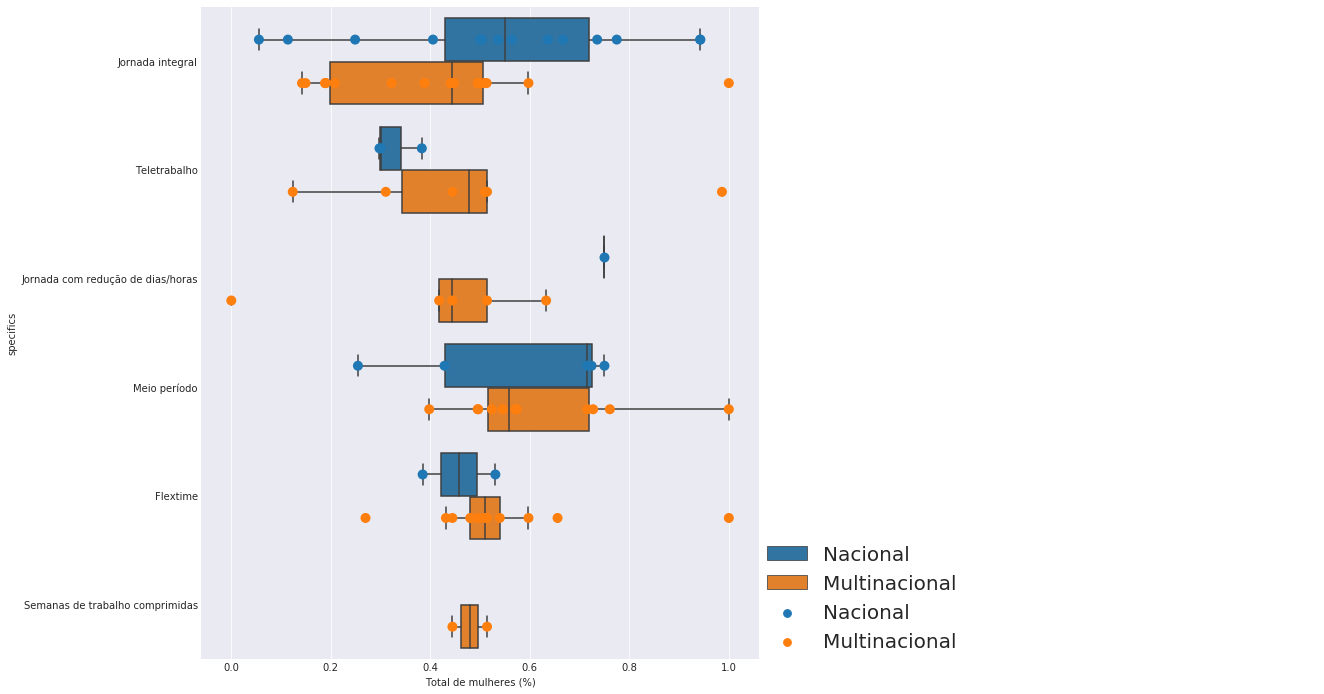 Jornada integral
Teletrabalho
Jornada com redução de dias/horas
specifics
Meio período
Flextime
Semanas de trabalho comprimidas
0.0 0.2 0.4 0.6 0.8 1.0
Total de mulheres (%)
Nacional
Multinacional
Nacional
Multinacional